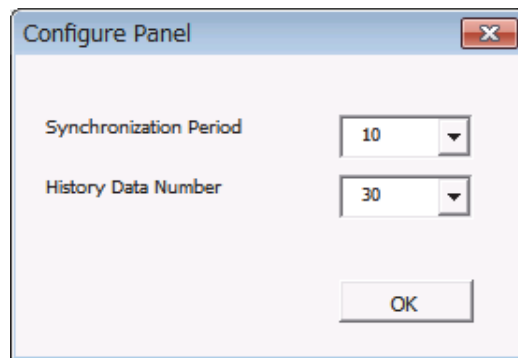 Configure Panel
Synchronization Period 10
History Data Number 30
OK